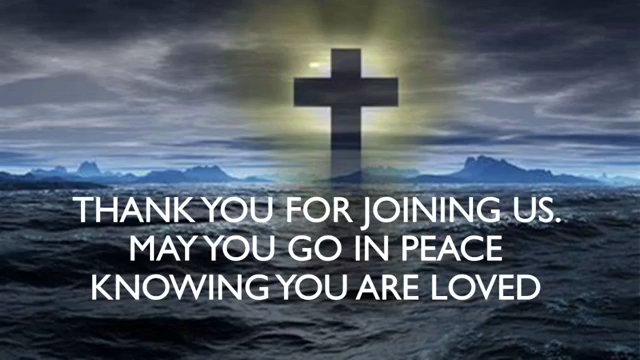 THANK YOU FOR JOINING US.
MAY YOU GO IN PEACE
KNOWING YOU ARE LOVED